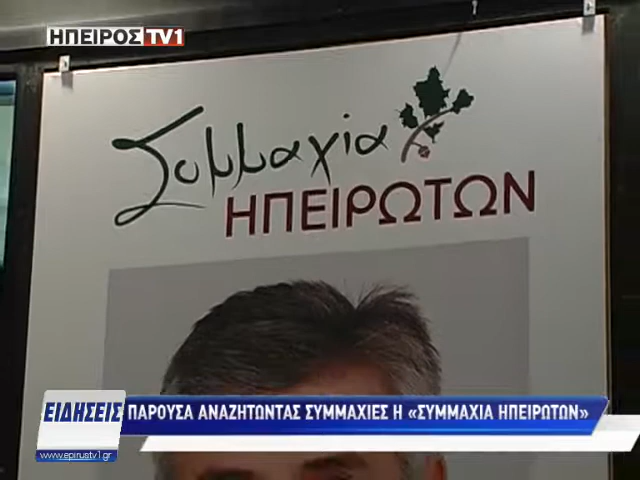 ΗΠΕΙΡΟΣ TV1
Συμμαχία
ΗΠΕΙΡΩΤΩΝ
ΕΙΔΗΣΕΙΣ
ΠΑΡΟΥΣΑ ΑΝΑΖΗΤΩΝΤΑΣ ΣΥΜΜΑΧΙΕΣ Η «ΣΥΜΜΑΧΙΑ ΗΠΕΙΡΩΤΩΝ»
www.epirustv1.gr